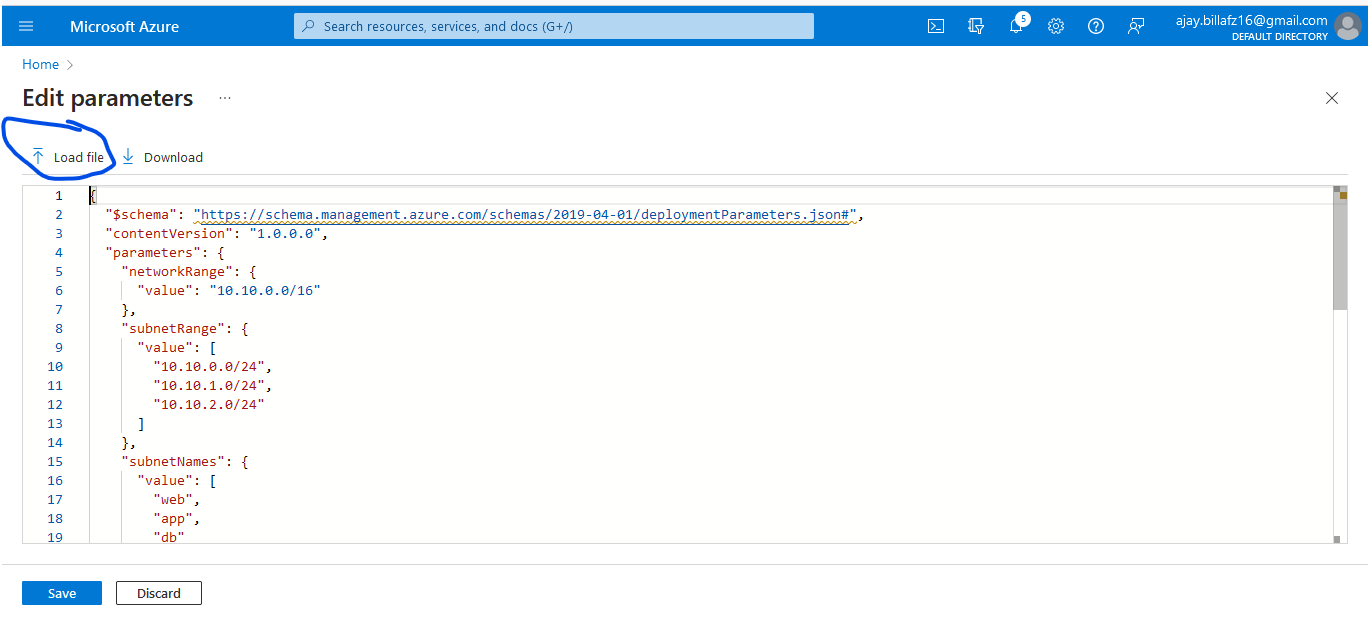 Microsoft Azure
Search resources, services, and docs (G+/)
5
ajay.billafz16@gmail.com
DEFAULT DIRECTORY
Home
Edit parameters
...
Load file
Download
1 {
2 "$schema": "https://schema.management.azure.com/schemas/2019-04-01/deploymentParameters.json#",
3 "contentVersion": "1.0.0.0",
4 "parameters": {
5 "networkRange": {
6 "value": "10.10.0.0/16"
7 },
8 "subnetRange": {
9 "value": [
10 "10.10.0.0/24",
11 "10.10.1.0/24",
12 "10.10.2.0/24"
13 ]
14 },
15 "subnetNames": {
16 "value": [
17 "web",
18 "app",
19 "db"
Save
Discard